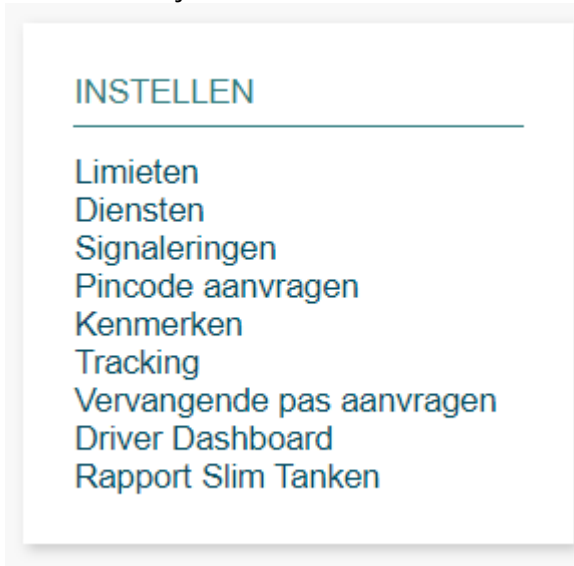 INSTELLEN
Limieten
Diensten
Signaleringen
Pincode aanvragen
Kenmerken
Tracking
Vervangende pas aanvragen
Driver Dashboard
Rapport Slim Tanken